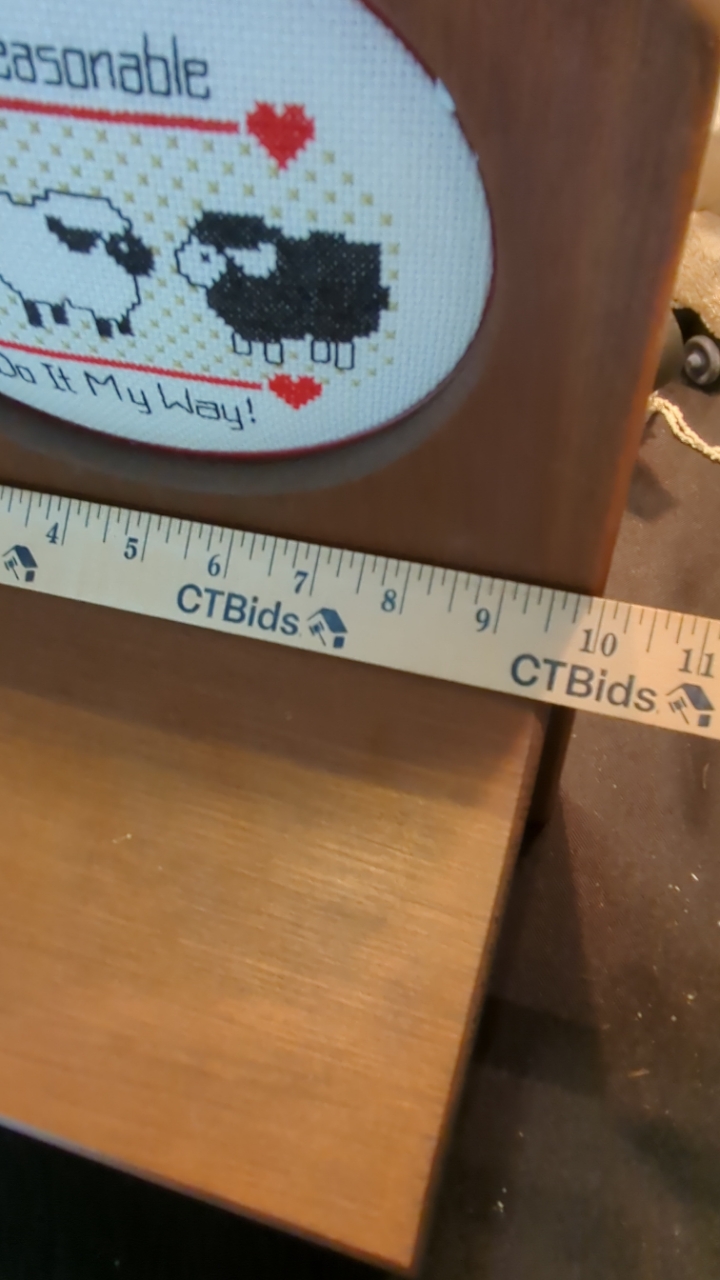 easonable
Do It My Way!
4 5 6 7 8 9 10 11
CTBids CTBids